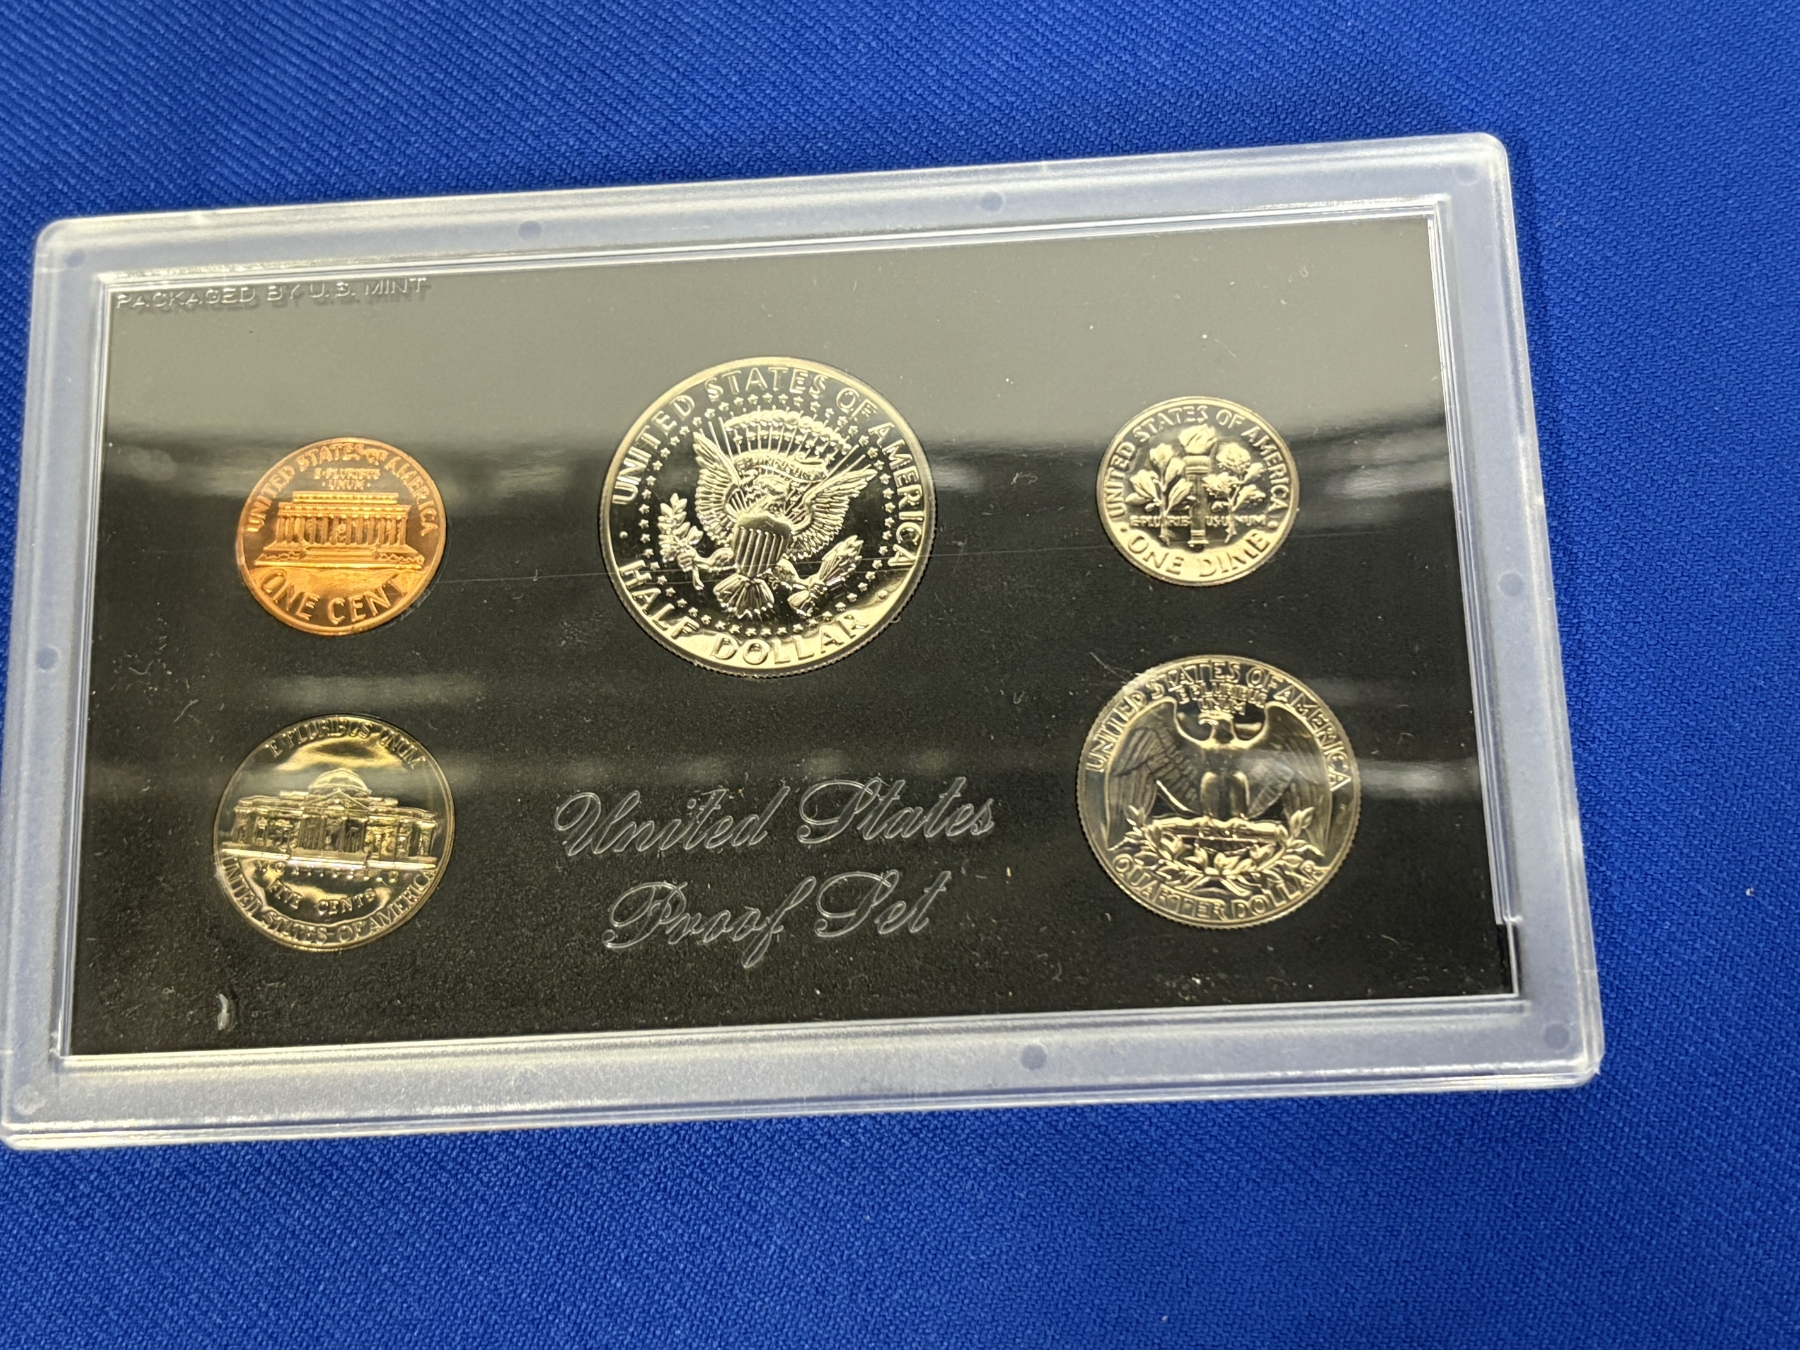 PACKAGED BY U.S. MINT
UNITED STATES OF AMERICA
E·PLURIBUS
·UNUM·
ONE CENT
UNITED STATES OF AMERICA
HALF DOLLAR
UNITED STATES OF AMERICA
E·PLURIBUS·UNUM
ONE DIME
E PLURIBUS UNUM
FIVE CENTS
UNITED STATES OF AMERICA
UNITED STATES OF AMERICA
E PLURIBUS
UNUM
QUARTER DOLLAR
United States
Proof Set